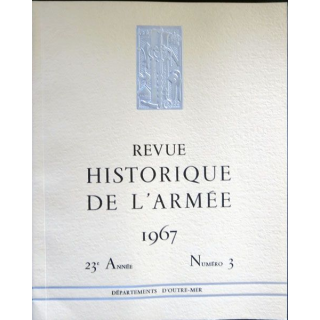 REVUE
HISTORIQUE
DE L'ARMÉE
1967
23e ANNÉE NUMÉRO 3
DÉPARTEMENTS D'OUTRE-MER